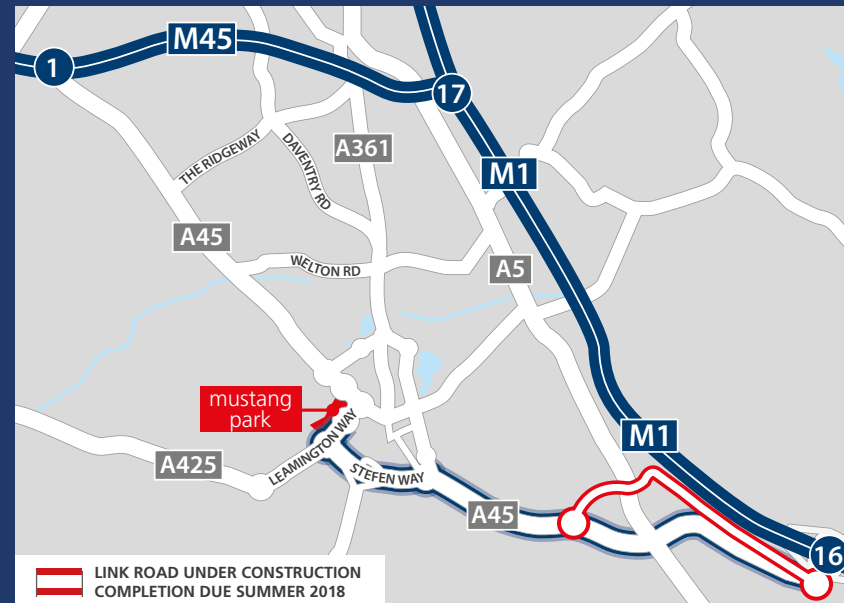 M45
1
17
THE RIDGEWAY
DAVENTRY RD
A361
M1
A45
WELTON RD
A5
mustang
park
LEAMINGTON WAY
M1
A425
STEFEN WAY
A45
16
LINK ROAD UNDER CONSTRUCTION
COMPLETION DUE SUMMER 2018